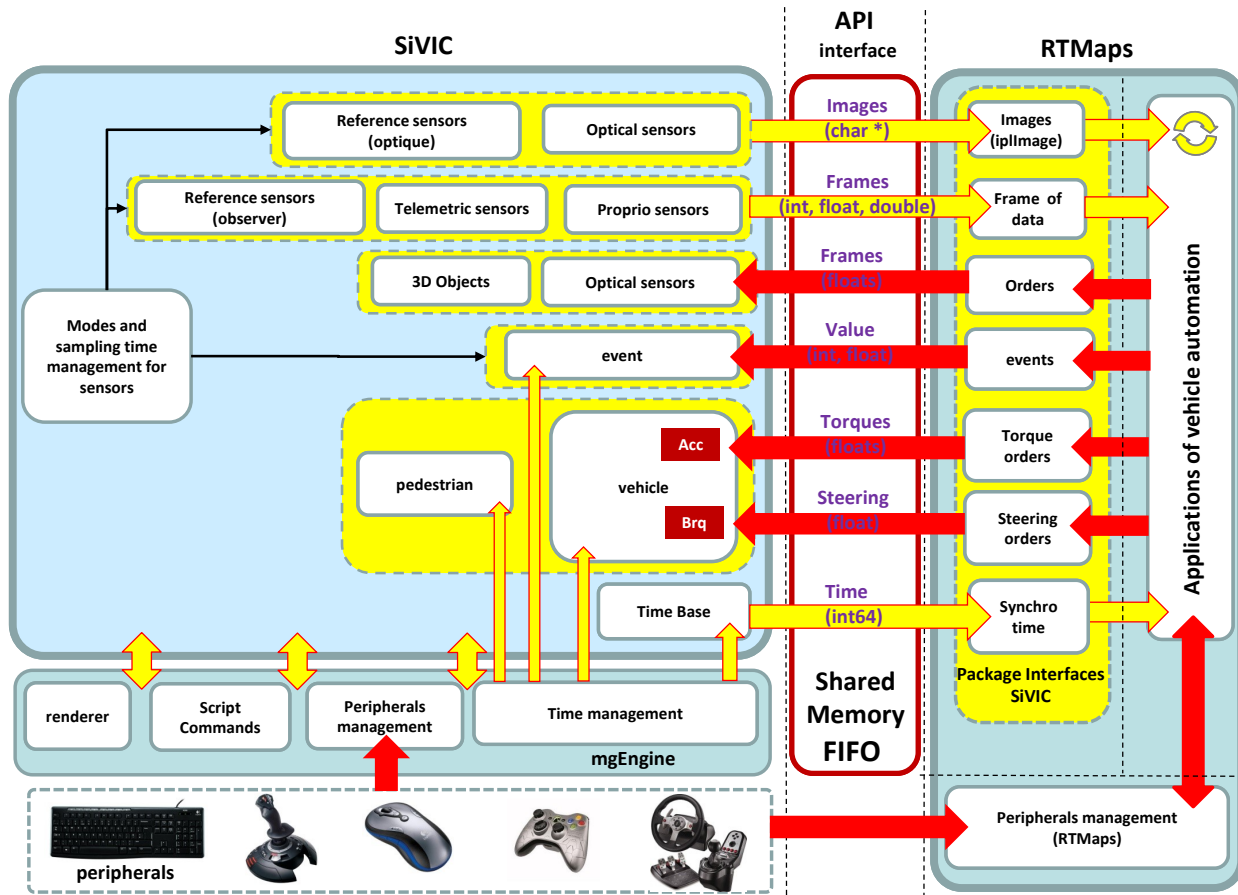 SiVIC
API
interface
RTMaps
Reference sensors
(optique)
Optical sensors
Images
(char *)
Images
(iplImage)
Reference sensors
(observer)
Telemetric sensors
Proprio sensors
Frames
(int, float, double)
Frame of
data
3D Objects
Optical sensors
Frames
(floats)
Orders
Modes and
sampling time
management for
sensors
event
Value
(int, float)
events
pedestrian
vehicle
Acc
Brq
Torques
(floats)
Torque
orders
Steering
(float)
Steering
orders
Time Base
Time
(int64)
Synchro
time
Package Interfaces
SiVIC
Applications of vehicle automation
renderer
Script
Commands
Peripherals
management
Time management
mgEngine
Shared
Memory
FIFO
peripherals
Peripherals management
(RTMaps)